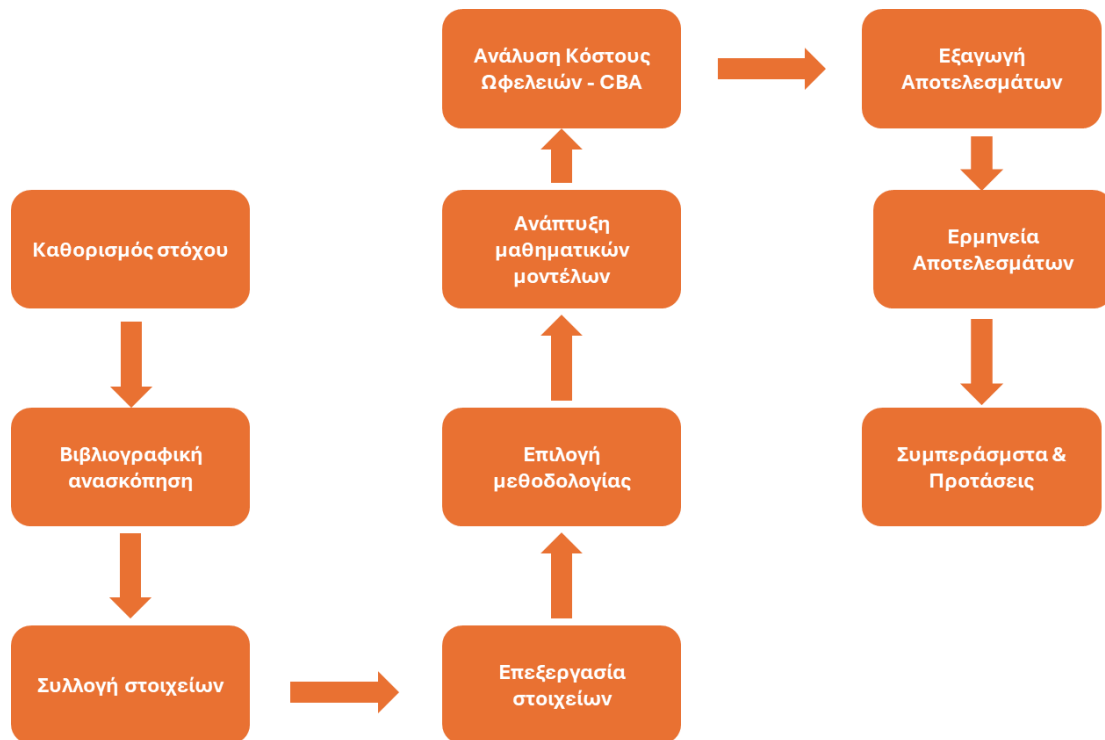 Καθορισμός στόχου
Βιβλιογραφική
ανασκόπηση
Συλλογή στοιχείων
Επεξεργασία
στοιχείων
Επιλογή
μεθοδολογίας
Ανάπτυξη
μαθηματικών
μοντέλων
Ανάλυση Κόστους
Ωφελειών - CBA
Εξαγωγή
Αποτελεσμάτων
Ερμηνεία
Αποτελεσμάτων
Συμπεράσμστα &
Προτάσεις